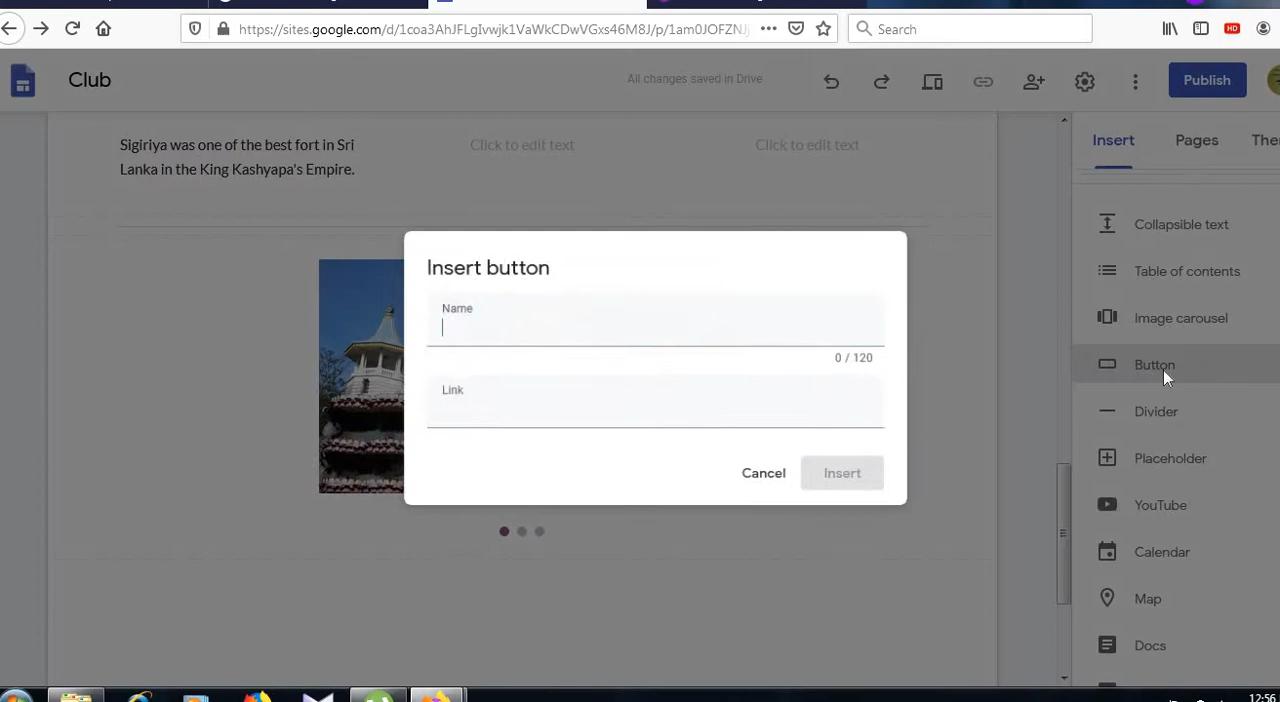 https://sites.google.com/d/1coa3AhJFLgIvwjk1VaWkCDwVGxs46M8J/p/1am0JOFZNJ
Search
HD
Club
All changes saved in Drive
Publish
Insert
Pages
The
Sigiriya was one of the best fort in Sri
Lanka in the King Kashyapa's Empire.
Click to edit text
Click to edit text
Insert button
Name
0 / 120
Link
Cancel
Insert
Collapsible text
Table of contents
Image carousel
Button
Divider
Placeholder
YouTube
Calendar
Map
Docs
12:56